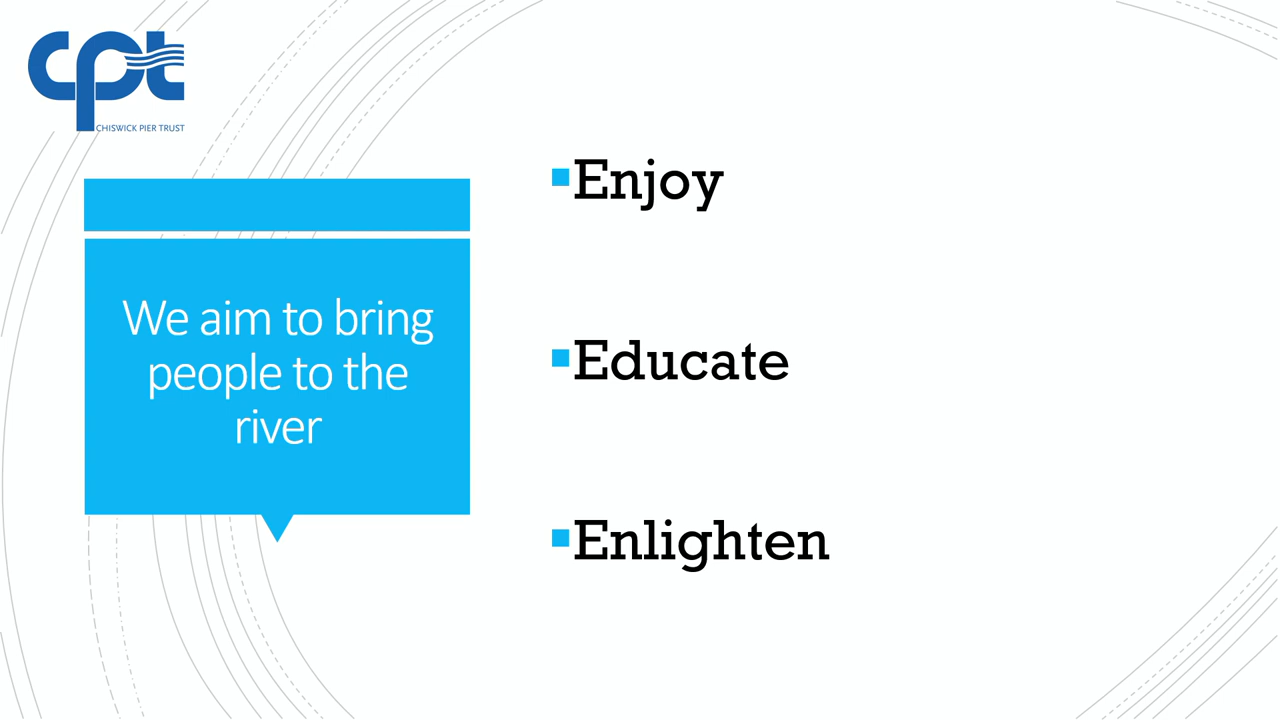 cpt
CHISWICK PIER TRUST
We aim to bring
people to the
river
Enjoy
Educate
Enlighten